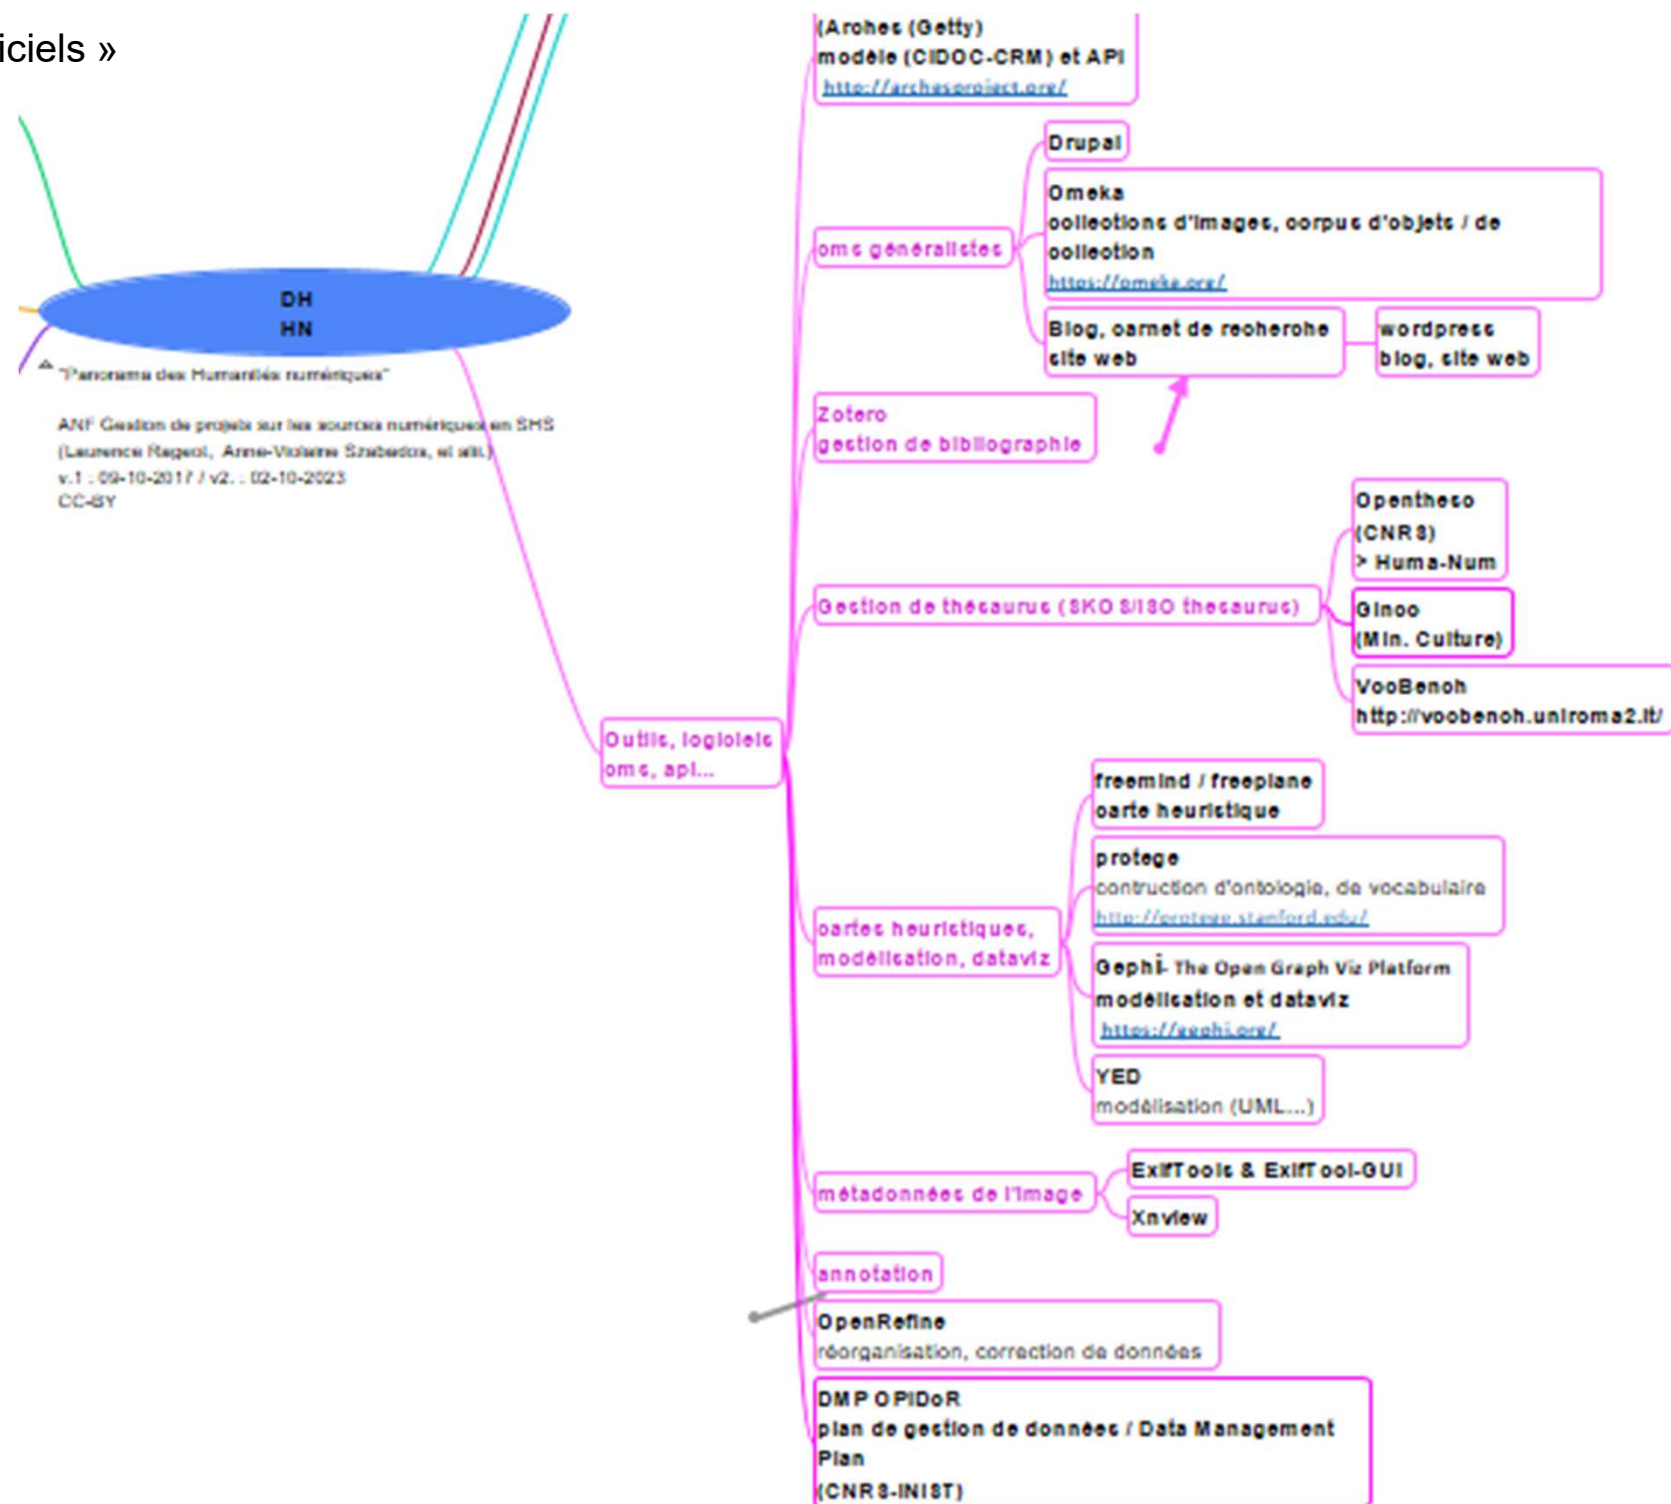 iciels »
(Arches (Getty)
modèle (CIDOC-CRM) et API
http://archesproject.org/
Drupal
Omeka
collections d'images, corpus d'objets / de
collection
https://omeka.org/
cms généralistes
Blog, carnet de recherche
site web
wordpress
blog, site web
DH
HN
"Panorama des Humanités numériques"
ANF Gestion de projets sur les sources numériques en SHS
(Laurence Rageot, Anne-Violaine Szabados, et alii.)
v.1 : 09-10-2017 / v2. : 02-10-2023
CC-BY
Zotero
gestion de bibliographie
Opentheso
(CNRS)
> Huma-Num
Gestion de thésaurus (SKOS/ISO thesaurus)
Ginco
(Min. Culture)
VocBench
http://vocbench.uniroma2.it/
Outils, logiciels
cms, api...
freemind / freeplane
carte heuristique
protege
contruction d'ontologie, de vocabulaire
http://protege.stanford.edu/
cartes heuristiques,
modélisation, dataviz
Gephi- The Open Graph Viz Platform
modélisation et dataviz
https://gephi.org/
YED
modélisation (UML...)
métadonnées de l'image
ExifTools & ExifTool-GUI
Xnview
annotation
OpenRefine
réorganisation, correction de données
DMP OPIDoR
plan de gestion de données / Data Management
Plan
(CNRS-INIST)